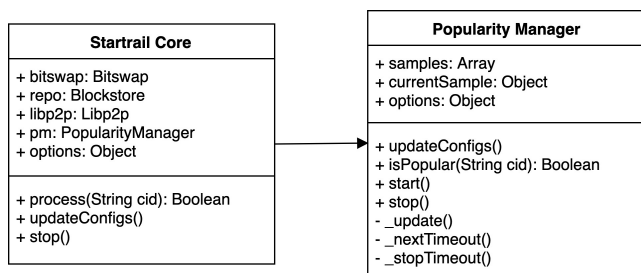 Startrail Core
+ bitswap: Bitswap
+ repo: Blockstore
+ libp2p: Libp2p
+ pm: PopularityManager
+ options: Object
+ process(String cid): Boolean
+ updateConfigs()
+ stop()
Popularity Manager
+ samples: Array
+ currentSample: Object
+ options: Object
+ updateConfigs()
+ isPopular(String cid): Boolean
+ start()
+ stop()
- _update()
- _nextTimeout()
- _stopTimeout()